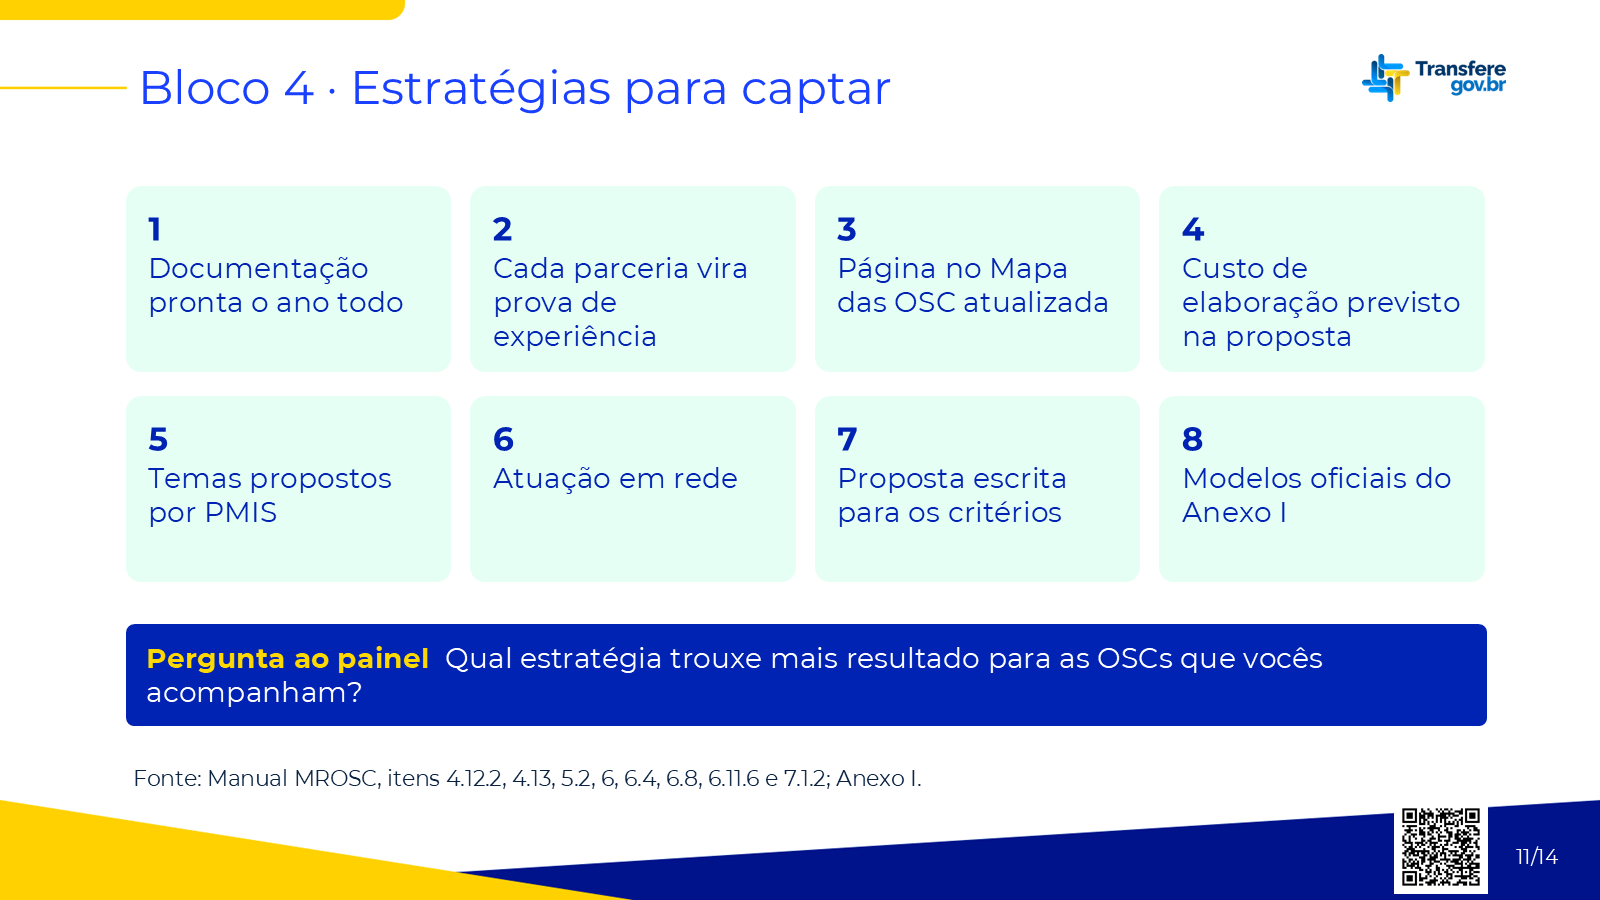 Bloco 4 · Estratégias para captar
Transfere
gov.br
1
Documentação
pronta o ano todo
2
Cada parceria vira
prova de
experiência
3
Página no Mapa
das OSC atualizada
4
Custo de
elaboração previsto
na proposta
5
Temas propostos
por PMIS
6
Atuação em rede
7
Proposta escrita
para os critérios
8
Modelos oficiais do
Anexo I
Pergunta ao painel Qual estratégia trouxe mais resultado para as OSCs que vocês
acompanham?
Fonte: Manual MROSC, itens 4.12.2, 4.13, 5.2, 6, 6.4, 6.8, 6.11.6 e 7.1.2; Anexo I.
11/14